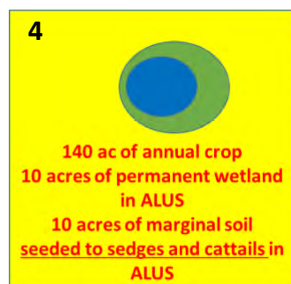 4
140 ac of annual crop
10 acres of permanent wetland
in ALUS
10 acres of marginal soil
seeded to sedges and cattails in
ALUS